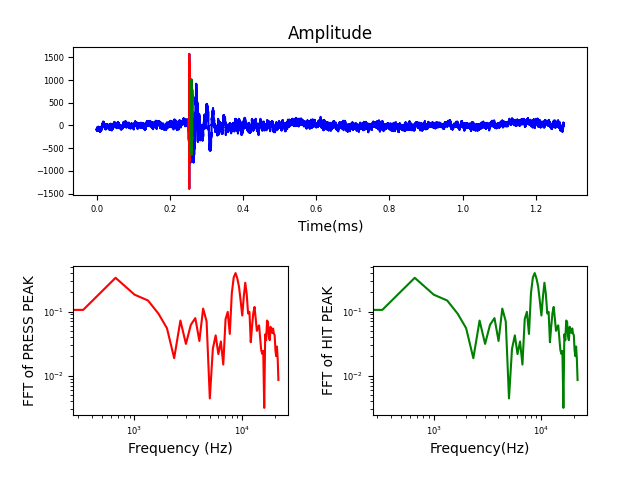 Amplitude
1500
1000
500
0
−500
−1000
−1500
0.0 0.2 0.4 0.6 0.8 1.0 1.2
Time(ms)
FFT of PRESS PEAK
10⁻¹
10⁻²
10³ 10⁴
Frequency (Hz)
FFT of HIT PEAK
10⁻¹
10⁻²
10³ 10⁴
Frequency(Hz)